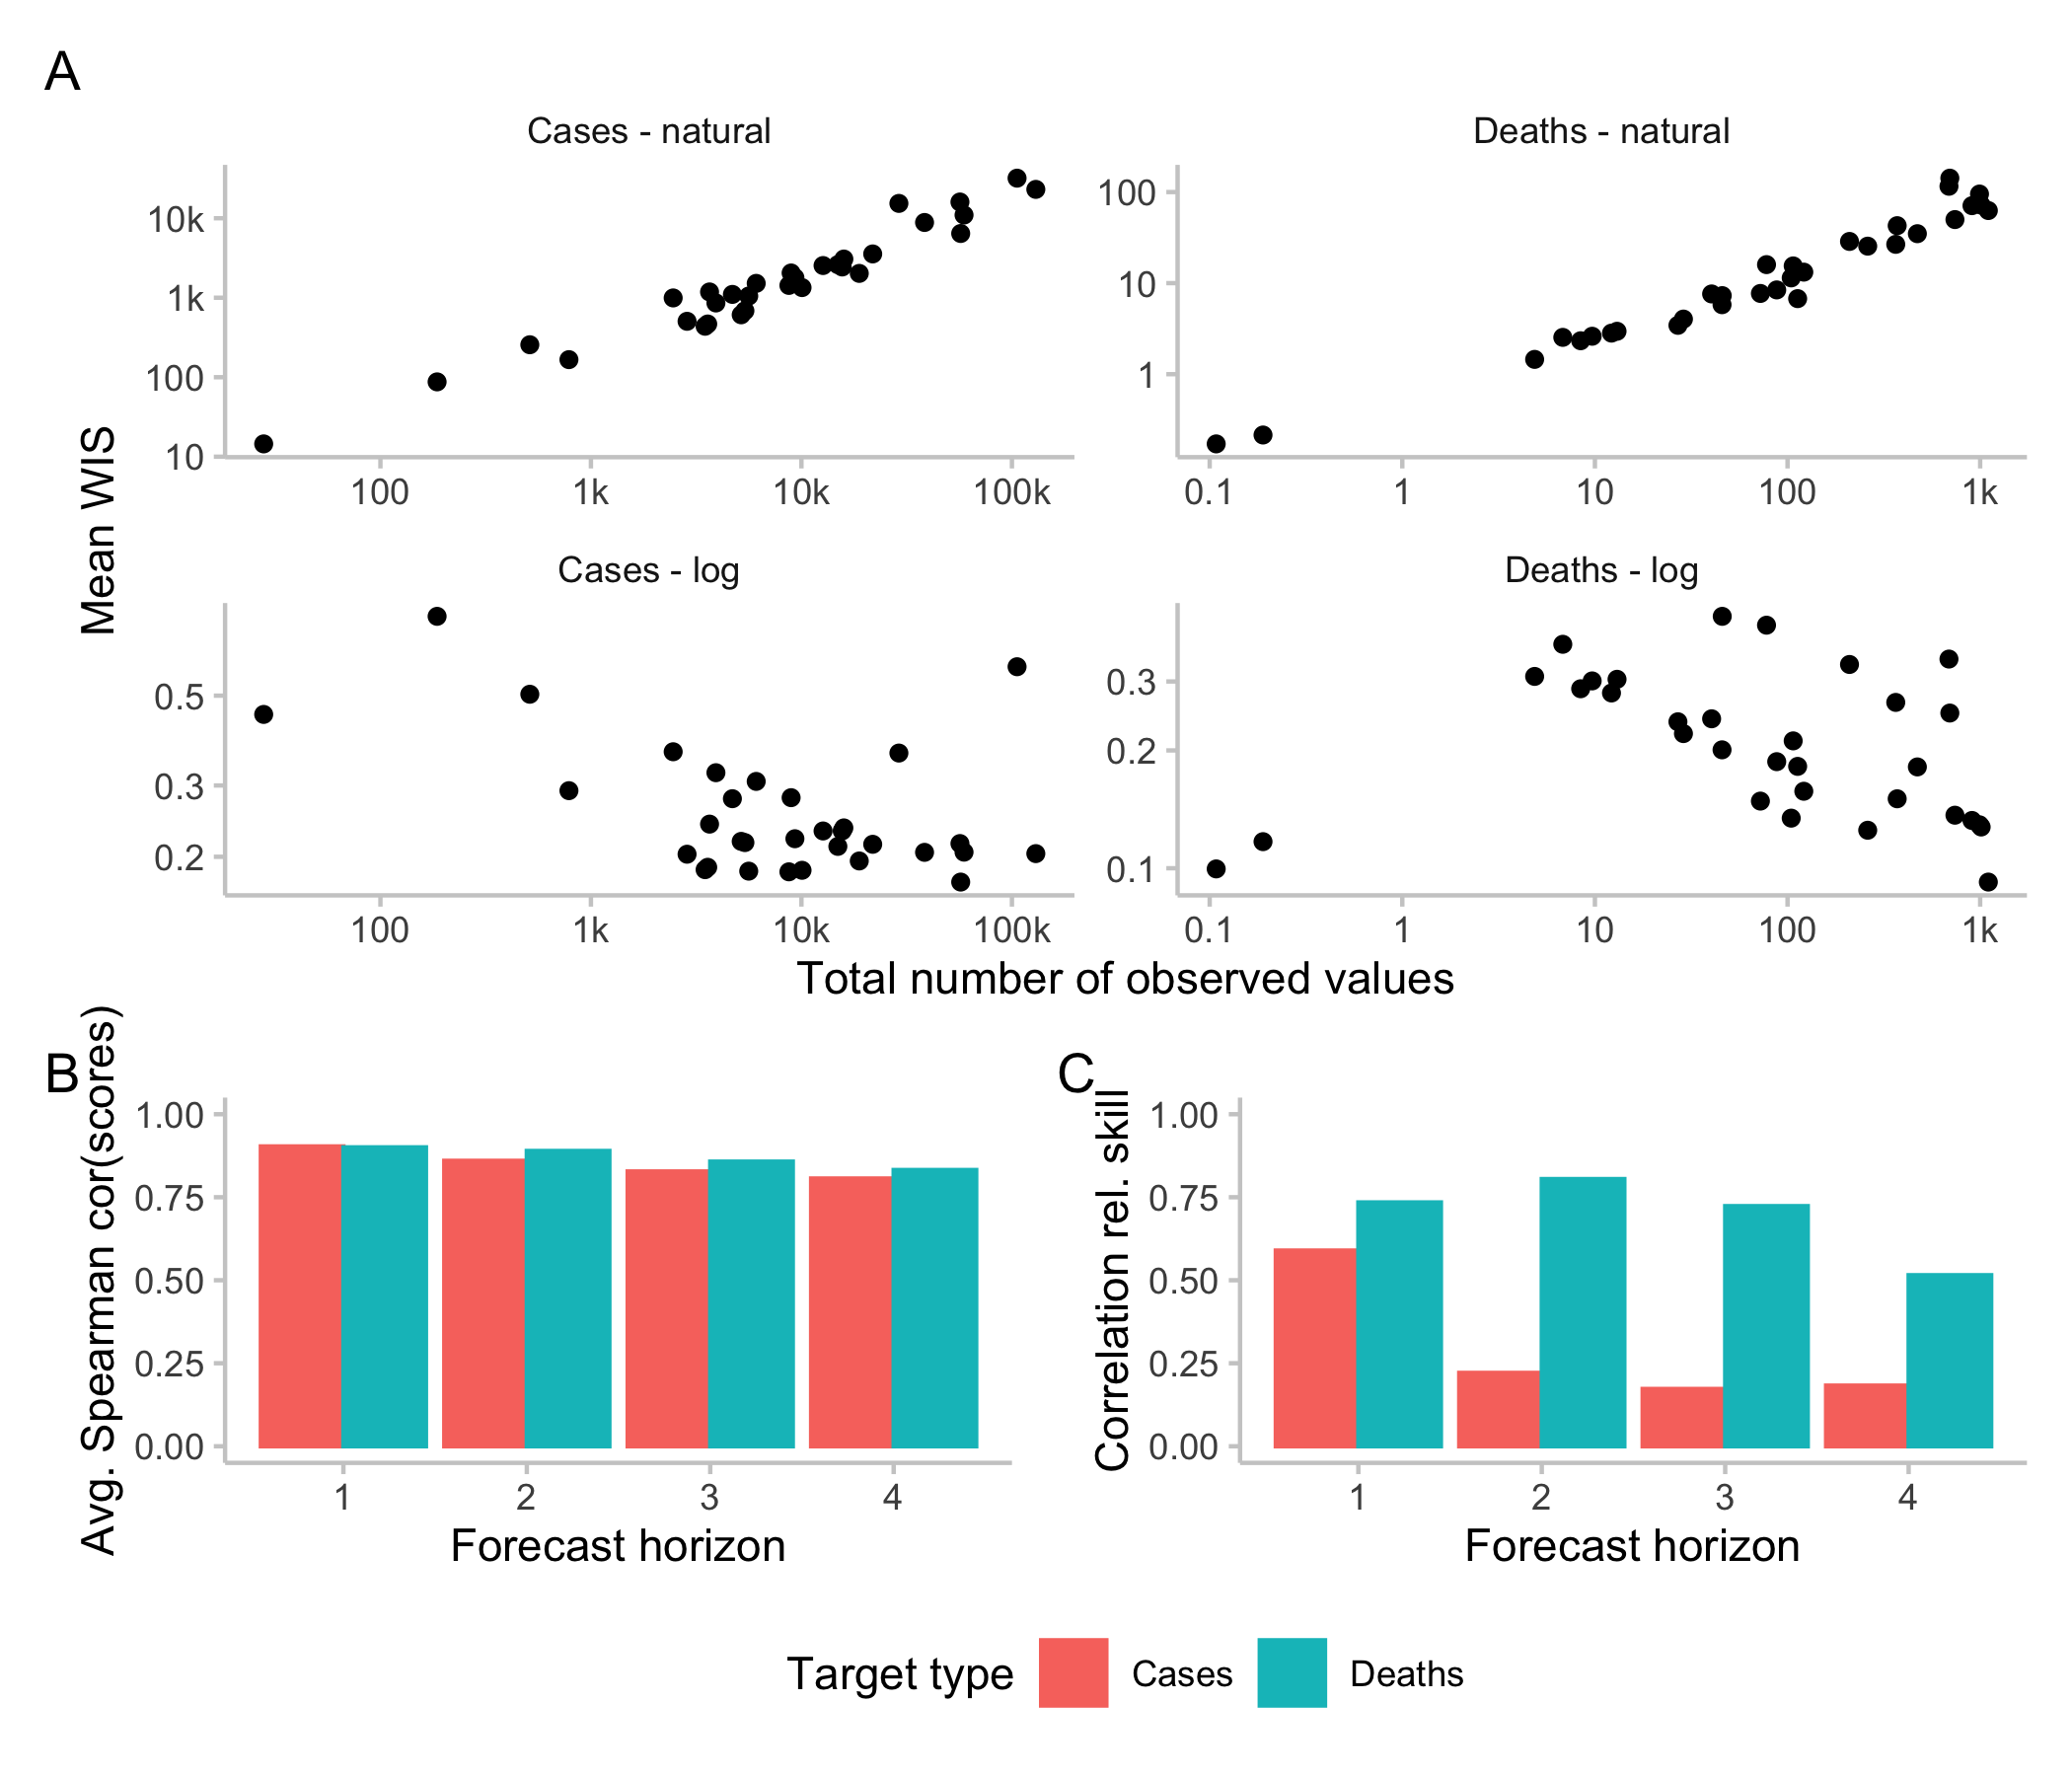 A
Cases - natural
Deaths - natural
Mean WIS
10k
1k
100
10
100
1k
10k
100k
100
10
1
0.1
1
10
100
1k
Cases - log
Deaths - log
0.5
0.3
0.2
100
1k
10k
100k
0.3
0.2
0.1
0.1
1
10
100
1k
Total number of observed values
B
Avg. Spearman cor(scores)
1.00
0.75
0.50
0.25
0.00
1
2
3
4
Forecast horizon
C
Correlation rel. skill
1.00
0.75
0.50
0.25
0.00
1
2
3
4
Forecast horizon
Target type
Cases
Deaths